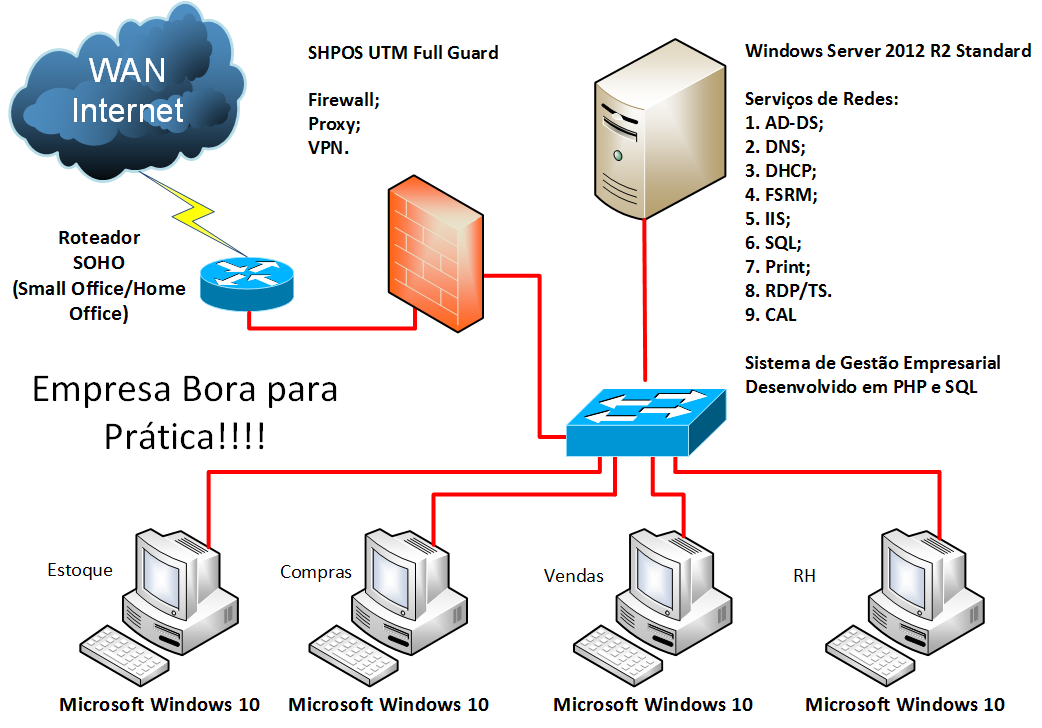 WAN
Internet
SHPOS UTM Full Guard
Firewall;
Proxy;
VPN.
Windows Server 2012 R2 Standard
Serviços de Redes:
1. AD-DS;
2. DNS;
3. DHCP;
4. FSRM;
5. IIS;
6. SQL;
7. Print;
8. RDP/TS.
9. CAL
Sistema de Gestão Empresarial
Desenvolvido em PHP e SQL
Roteador
SOHO
(Small Office/Home
Office)
Empresa Bora para
Prática!!!!
Estoque
Compras
Vendas
RH
Microsoft Windows 10
Microsoft Windows 10
Microsoft Windows 10
Microsoft Windows 10